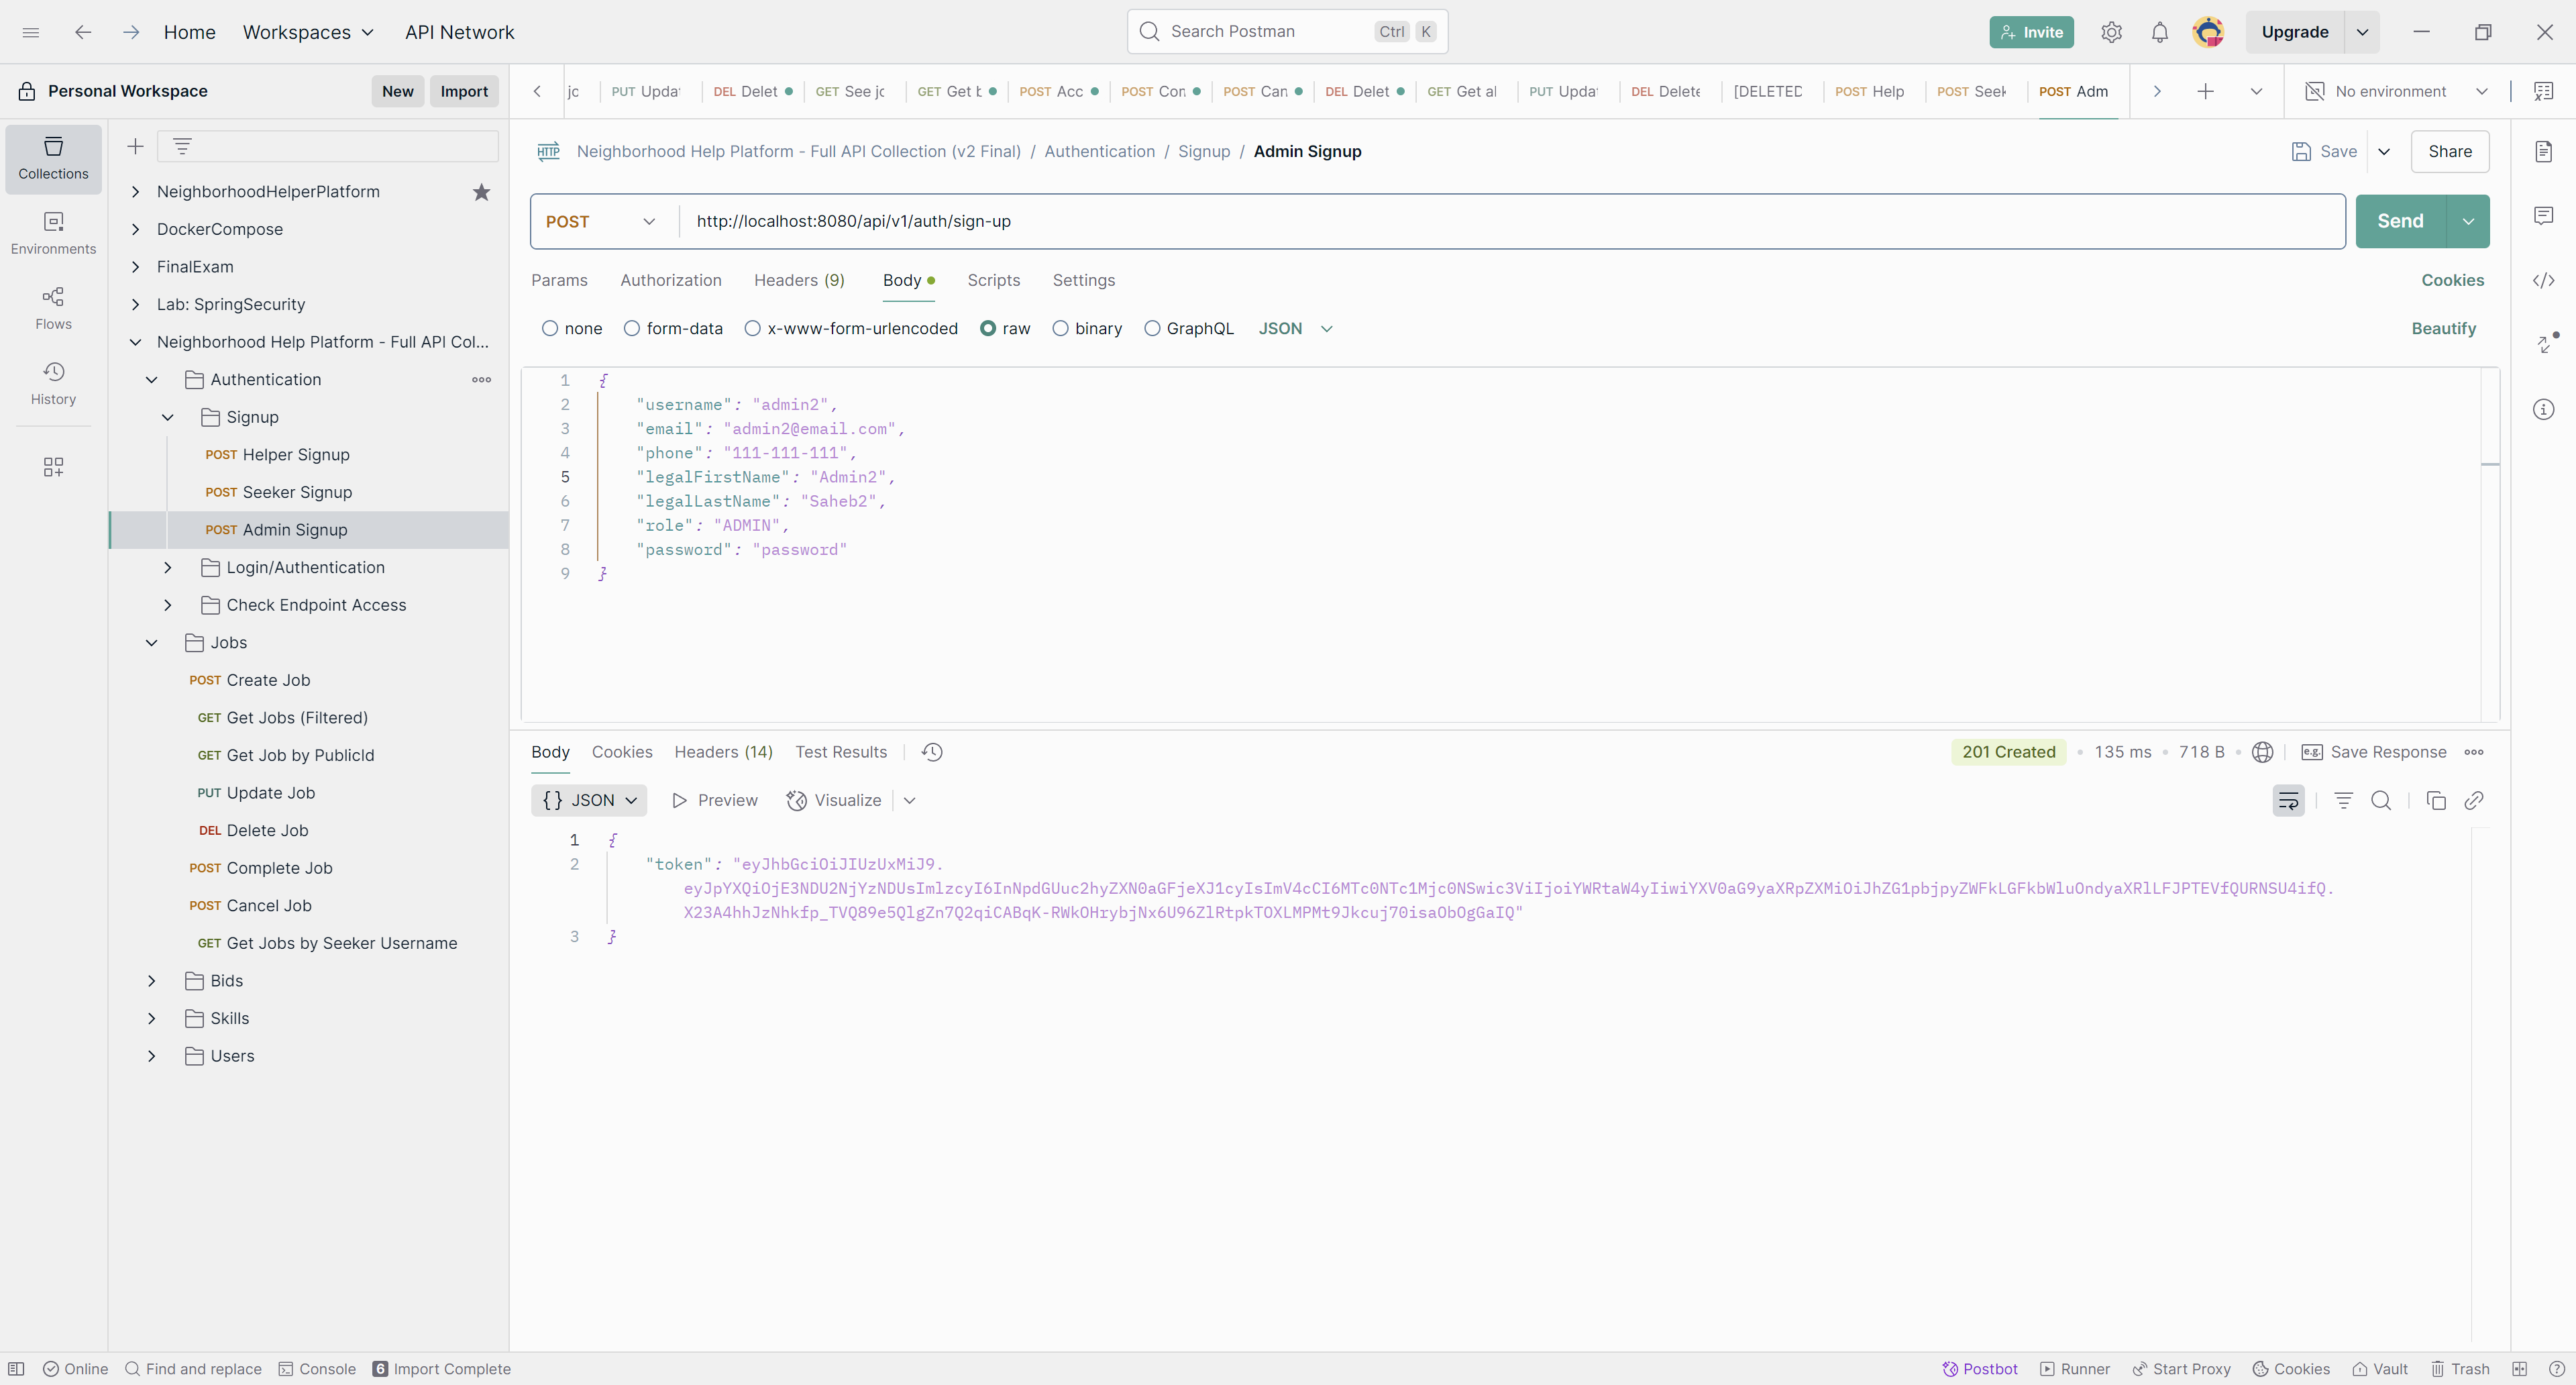 Home Workspaces API Network Search Postman Ctrl K Invite Upgrade
Personal Workspace New Import
jc PUT Upda DEL Delet GET See jc GET Get b POST Acc POST Con POST Can DEL Delet GET Get al PUT Upda DEL Delete [DELETED POST Help POST Seek POST Adm No environment
Collections
Environments
Flows
History
NeighborhoodHelperPlatform
DockerCompose
FinalExam
Lab: SpringSecurity
Neighborhood Help Platform - Full API Col...
Authentication
Signup
POST Helper Signup
POST Seeker Signup
POST Admin Signup
Login/Authentication
Check Endpoint Access
Jobs
POST Create Job
GET Get Jobs (Filtered)
GET Get Job by PublicId
PUT Update Job
DEL Delete Job
POST Complete Job
POST Cancel Job
GET Get Jobs by Seeker Username
Bids
Skills
Users
HTTP Neighborhood Help Platform - Full API Collection (v2 Final) / Authentication / Signup / Admin Signup Save Share
POST http://localhost:8080/api/v1/auth/sign-up Send
Params Authorization Headers (9) Body Scripts Settings Cookies
none form-data x-www-form-urlencoded raw binary GraphQL JSON Beautify
1 {
2 "username": "admin2",
3 "email": "admin2@email.com",
4 "phone": "111-111-111",
5 "legalFirstName": "Admin2",
6 "legalLastName": "Saheb2",
7 "role": "ADMIN",
8 "password": "password"
9 }
Body Cookies Headers (14) Test Results 201 Created 135 ms 718 B e.g. Save Response
{} JSON Preview Visualize
1 {
2 "token": "eyJhbGciOiJIUzUxMiJ9.
eyJpYXQiOjE3NDU2NjYzNDUsImlzcyI6InNpdGUuc2hyZXN0aGFjeXJ1cyIsImV4cCI6MTc0NTc1Mjc0NSwic3ViIjoiYWRtaW4yIiwiYXV0aG9yaXRpZXMiOiJhZG1pbjpyZWFkLGFkbWluOndyaXRlLFJPTEVfQURNSU4ifQ.
X23A4hhJzNhkfp_TVQ89e5QlgZn7Q2qiCABqK-RWkOHrybjNx6U96ZlRtpkTOXLMPMt9Jkcuj70isaObOgGaIQ"
3 }
Online Find and replace Console 6 Import Complete Postbot Runner Start Proxy Cookies Vault Trash